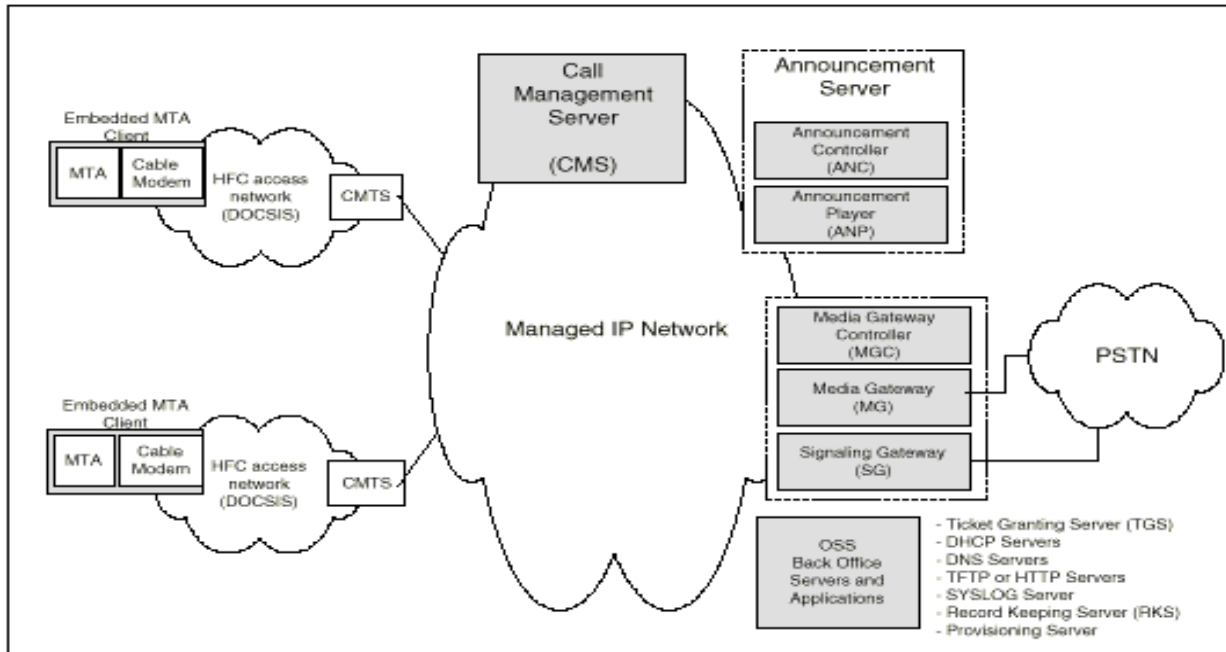 Call
Management
Server
(CMS)
Announcement
Server
Announcement
Controller
(ANC)
Announcement
Player
(ANP)
Embedded MTA
Client
MTA
Cable
Modem
HFC access
network
(DOCSIS)
CMTS
Managed IP Network
Media Gateway
Controller
(MGC)
Media Gateway
(MG)
Signaling Gateway
(SG)
PSTN
Embedded MTA
Client
MTA
Cable
Modem
HFC access
network
(DOCSIS)
CMTS
OSS
Back Office
Servers and
Applications
- Ticket Granting Server (TGS)
- DHCP Servers
- DNS Servers
- TFTP or HTTP Servers
- SYSLOG Server
- Record Keeping Server (RKS)
- Provisioning Server